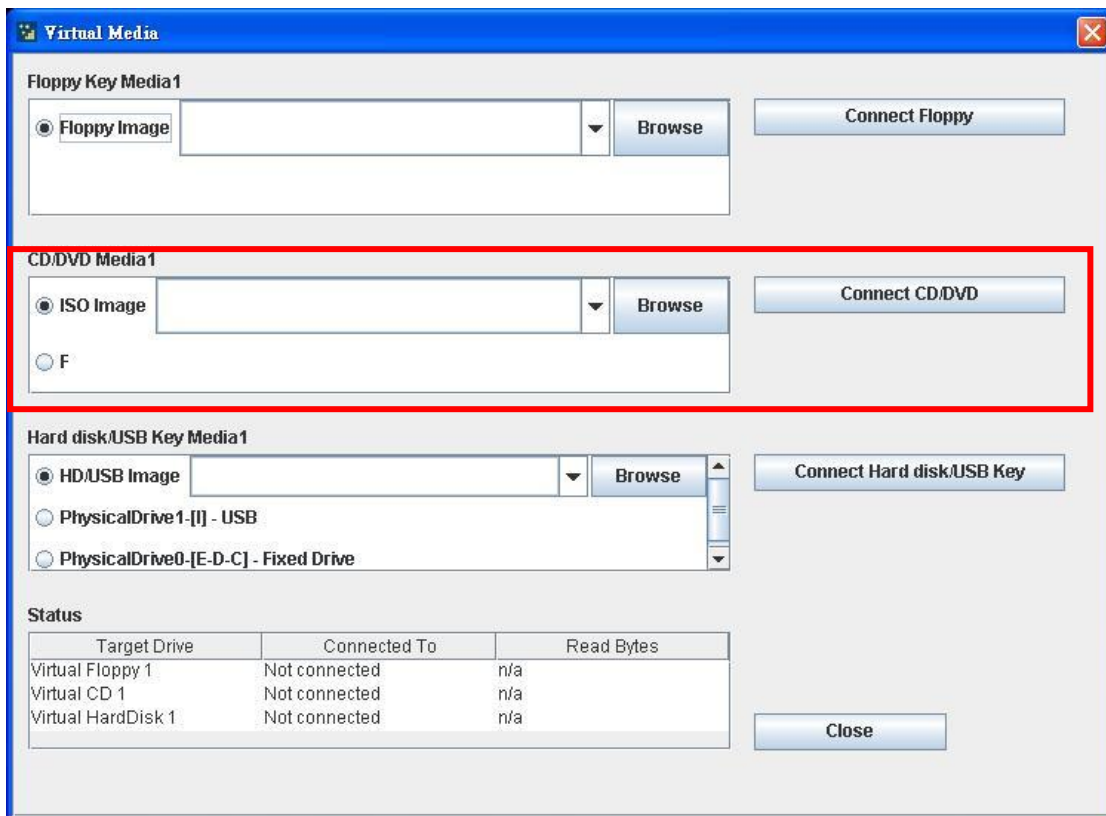 Virtual Media
Floppy Key Media1
Floppy Image Browse Connect Floppy
CD/DVD Media1
ISO Image Browse Connect CD/DVD
F
Hard disk/USB Key Media1
HD/USB Image Browse Connect Hard disk/USB Key
PhysicalDrive1-[I] - USB
PhysicalDrive0-[E-D-C] - Fixed Drive
Status
Target Drive Connected To Read Bytes
Virtual Floppy 1 Not connected n/a
Virtual CD 1 Not connected n/a
Virtual HardDisk 1 Not connected n/a
Close